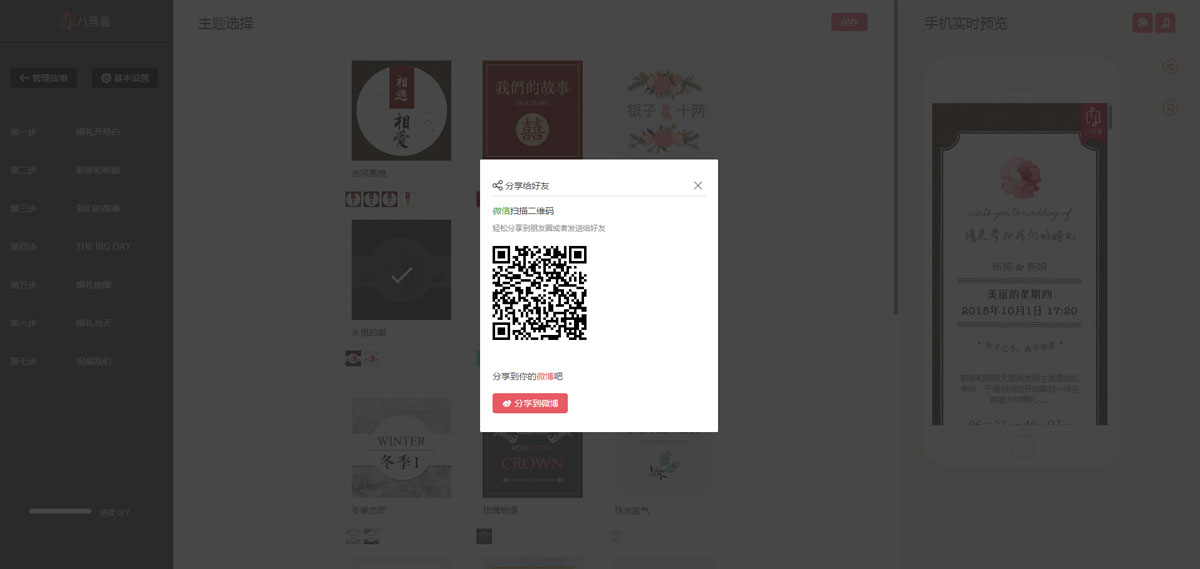 八音盒
主题选择
保存
手机实时预览
管理故事
基本设置
第一步 婚礼开场白
第二步 新郎和新娘
第三步 我们的故事
第四步 THE BIG DAY
第五步 婚礼地图
第六步 婚礼当天
第七步 祝福我们
进度 0/7
相遇
相愛
古风画扇
我們的故事
OUR STORY
囍
银子
十两
永恒的爱
WINTER
冬季I
冬季恋歌
ROSE STORY
CROWN
玫瑰物语
珠光宝气
分享给好友
微信扫描二维码
轻松分享到朋友圈或者发送给好友
分享到你的微博吧
分享到微博
八音盒
invite you to wedding of
请来参加我们的婚礼
新郎 & 新娘
美丽的星期四
2015年10月1日 17:20